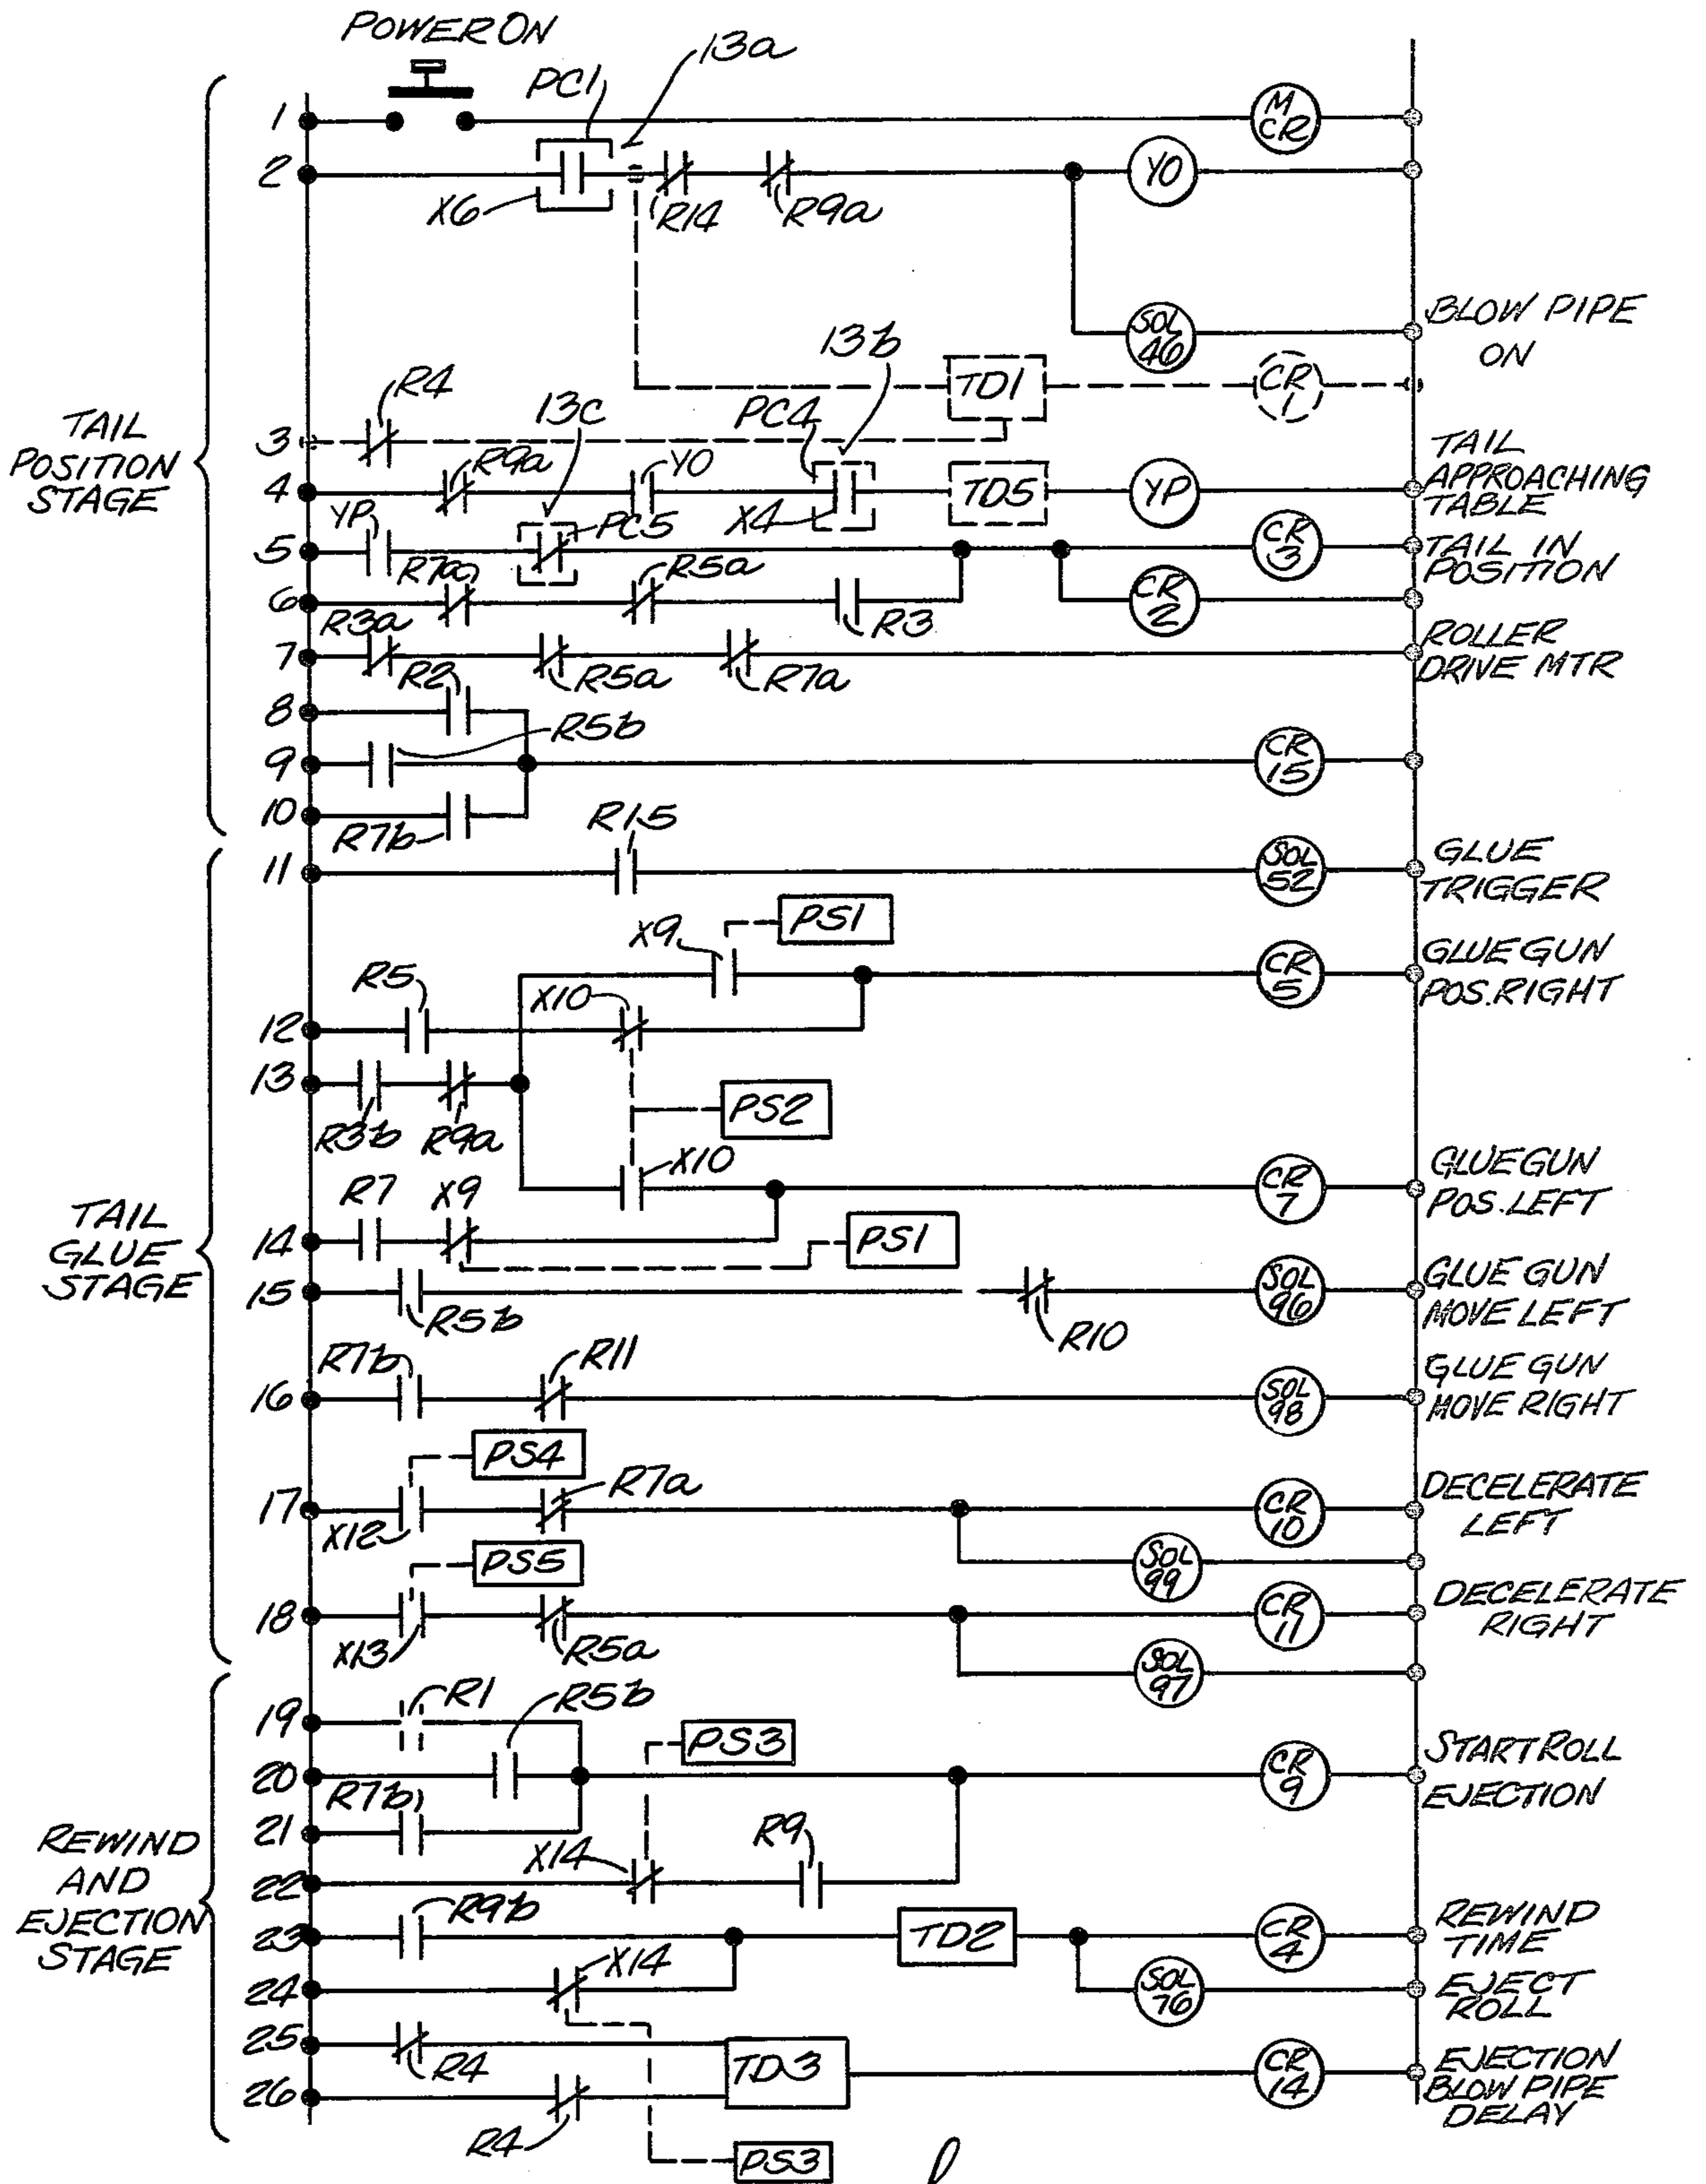 POWER ON
13a
PC1
1
M CR
2
X6
R14
R9a
YO
SOL 46
BLOW PIPE
ON
13b
TD1
CR 1
R4
13c
PC4
3
TAIL
POSITION
STAGE
R9a
YO
4
X4
TD5
YP
TAIL
APPROACHING
TABLE
YP
PC5
5
CR 3
TAIL IN
POSITION
R7a
R5a
6
R3
CR 2
R3a
7
R5a
R7a
ROLLER
DRIVE MTR
R2
8
R5b
9
CR 15
10
R7b
R15
11
SOL 52
GLUE
TRIGGER
PS1
X9
CR 5
GLUE GUN
POS. RIGHT
R5
X10
12
13
R3b
R9a
PS2
X10
CR 7
GLUE GUN
POS. LEFT
R7
X9
14
PS1
TAIL
GLUE
STAGE
15
R5b
R10
SOL 96
GLUE GUN
MOVE LEFT
R7b
R11
16
SOL 98
GLUE GUN
MOVE RIGHT
PS4
R7a
17
X12
CR 10
DECELERATE
LEFT
PS5
SOL 99
18
X13
R5a
CR 11
DECELERATE
RIGHT
SOL 97
R1
R5b
19
PS3
20
CR 9
START ROLL
EJECTION
R7b
21
X14
R9
22
REWIND
AND
EJECTION
STAGE
R9b
23
TD2
CR 4
REWIND
TIME
X14
24
SOL 76
EJECT
ROLL
25
R4
TD3
CR 14
EJECTION
BLOW PIPE
DELAY
26
R4
PS3